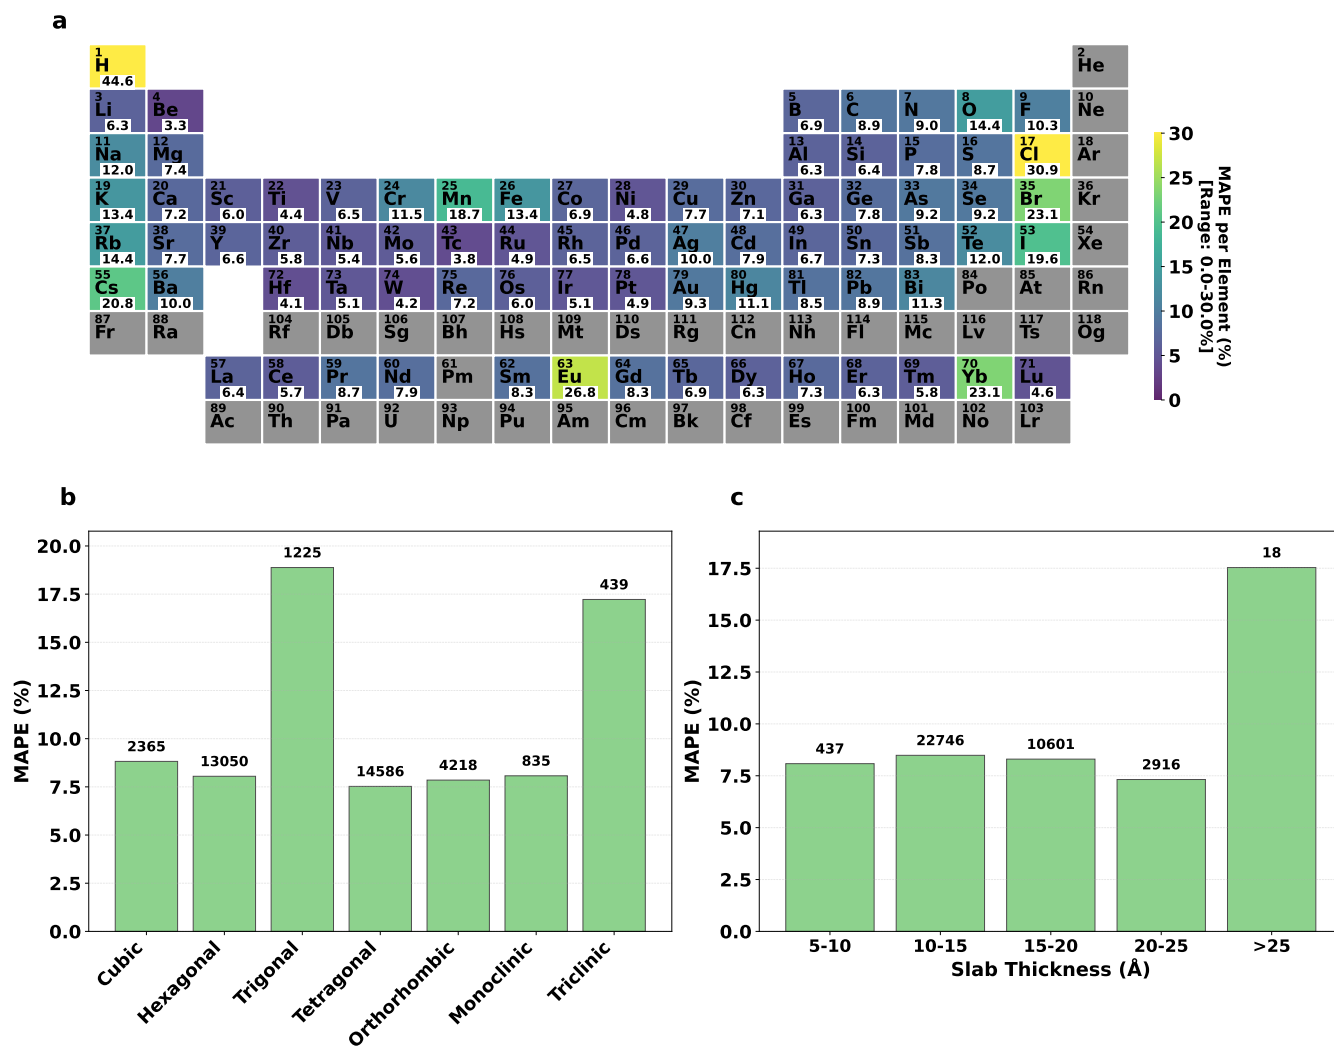 a
1 2
H He
44.6
3 4 5 6 7 8 9 10
Li Be B C N O F Ne
6.3 3.3 6.9 8.9 9.0 14.4 10.3
11 12 13 14 15 16 17 18
Na Mg Al Si P S Cl Ar
12.0 7.4 6.3 6.4 7.8 8.7 30.9
19 20 21 22 23 24 25 26 27 28 29 30 31 32 33 34 35 36
K Ca Sc Ti V Cr Mn Fe Co Ni Cu Zn Ga Ge As Se Br Kr
13.4 7.2 6.0 4.4 6.5 11.5 18.7 13.4 6.9 4.8 7.7 7.1 6.3 7.8 9.2 9.2 23.1
37 38 39 40 41 42 43 44 45 46 47 48 49 50 51 52 53 54
Rb Sr Y Zr Nb Mo Tc Ru Rh Pd Ag Cd In Sn Sb Te I Xe
14.4 7.7 6.6 5.8 5.4 5.6 3.8 4.9 6.5 6.6 10.0 7.9 6.7 7.3 8.3 12.0 19.6
55 56 72 73 74 75 76 77 78 79 80 81 82 83 84 85 86
Cs Ba Hf Ta W Re Os Ir Pt Au Hg Tl Pb Bi Po At Rn
20.8 10.0 4.1 5.1 4.2 7.2 6.0 5.1 4.9 9.3 11.1 8.5 8.9 11.3
87 88 104 105 106 107 108 109 110 111 112 113 114 115 116 117 118
Fr Ra Rf Db Sg Bh Hs Mt Ds Rg Cn Nh Fl Mc Lv Ts Og
57 58 59 60 61 62 63 64 65 66 67 68 69 70 71
La Ce Pr Nd Pm Sm Eu Gd Tb Dy Ho Er Tm Yb Lu
6.4 5.7 8.7 7.9 8.3 26.8 8.3 6.9 6.3 7.3 6.3 5.8 23.1 4.6
89 90 91 92 93 94 95 96 97 98 99 100 101 102 103
Ac Th Pa U Np Pu Am Cm Bk Cf Es Fm Md No Lr
30
25
20
15
10
5
0
MAPE per Element (%)
[Range: 0.0-30.0%]
b
MAPE (%)
20.0
17.5
15.0
12.5
10.0
7.5
5.0
2.5
0.0
2365
13050
1225
14586
4218
835
439
Cubic
Hexagonal
Trigonal
Tetragonal
Orthorhombic
Monoclinic
Triclinic
c
MAPE (%)
17.5
15.0
12.5
10.0
7.5
5.0
2.5
0.0
437
22746
10601
2916
18
5-10 10-15 15-20 20-25 >25
Slab Thickness (Å)